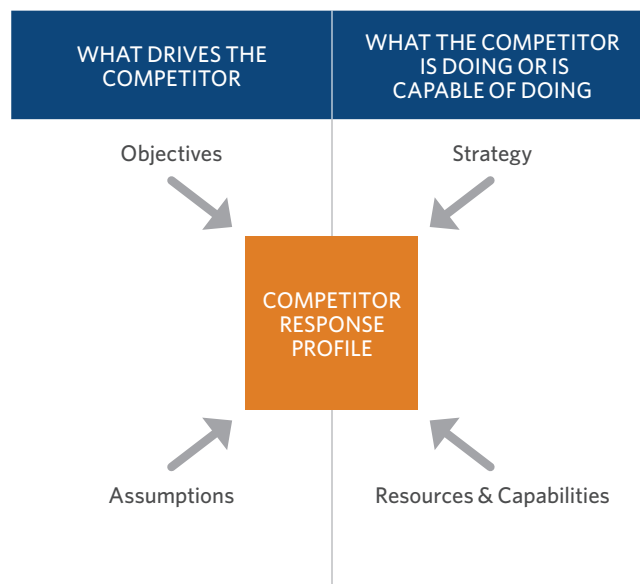 WHAT DRIVES THE
COMPETITOR
WHAT THE COMPETITOR
IS DOING OR IS
CAPABLE OF DOING
Objectives
Strategy
COMPETITOR
RESPONSE
PROFILE
Assumptions
Resources & Capabilities